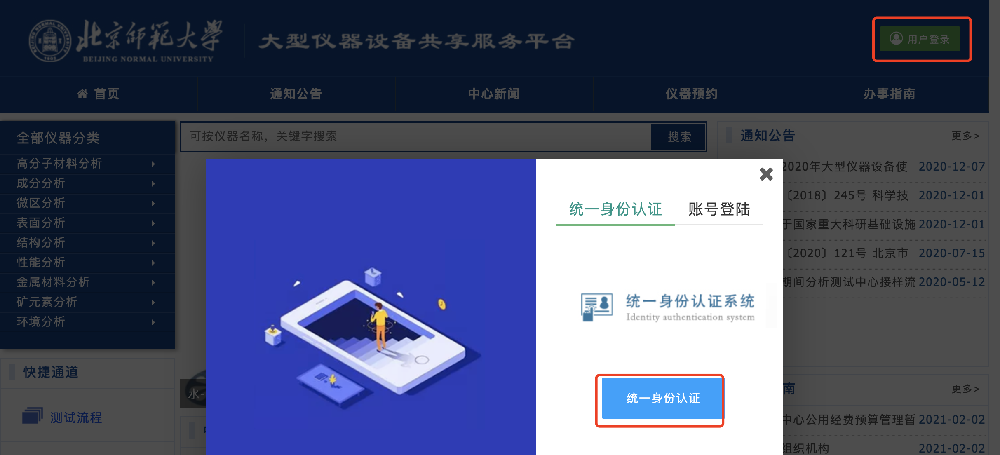 北京師範大學
BEIJING NORMAL UNIVERSITY
BEIJING NORMAL UNIVERSITY
1902
大型仪器设备共享服务平台
用户登录
首页
通知公告
中心新闻
仪器预约
办事指南
全部仪器分类
高分子材料分析
成分分析
微区分析
表面分析
结构分析
性能分析
金属材料分析
矿元素分析
环境分析
快捷通道
测试流程
可按仪器名称，关键字搜索
搜索
水-
统一身份认证
账号登陆
统一身份认证系统
Identity authentication system
统一身份认证
通知公告
更多>
2020年大型仪器设备使 2020-12-07
〔2018〕245号 科学技 2020-12-01
于国家重大科研基础设施 2020-12-01
〔2020〕121号 北京市 2020-07-15
期间分析测试中心接样流 2020-05-12
南
更多>
中心公用经费预算管理暂 2021-02-02
组织机构 2021-02-02